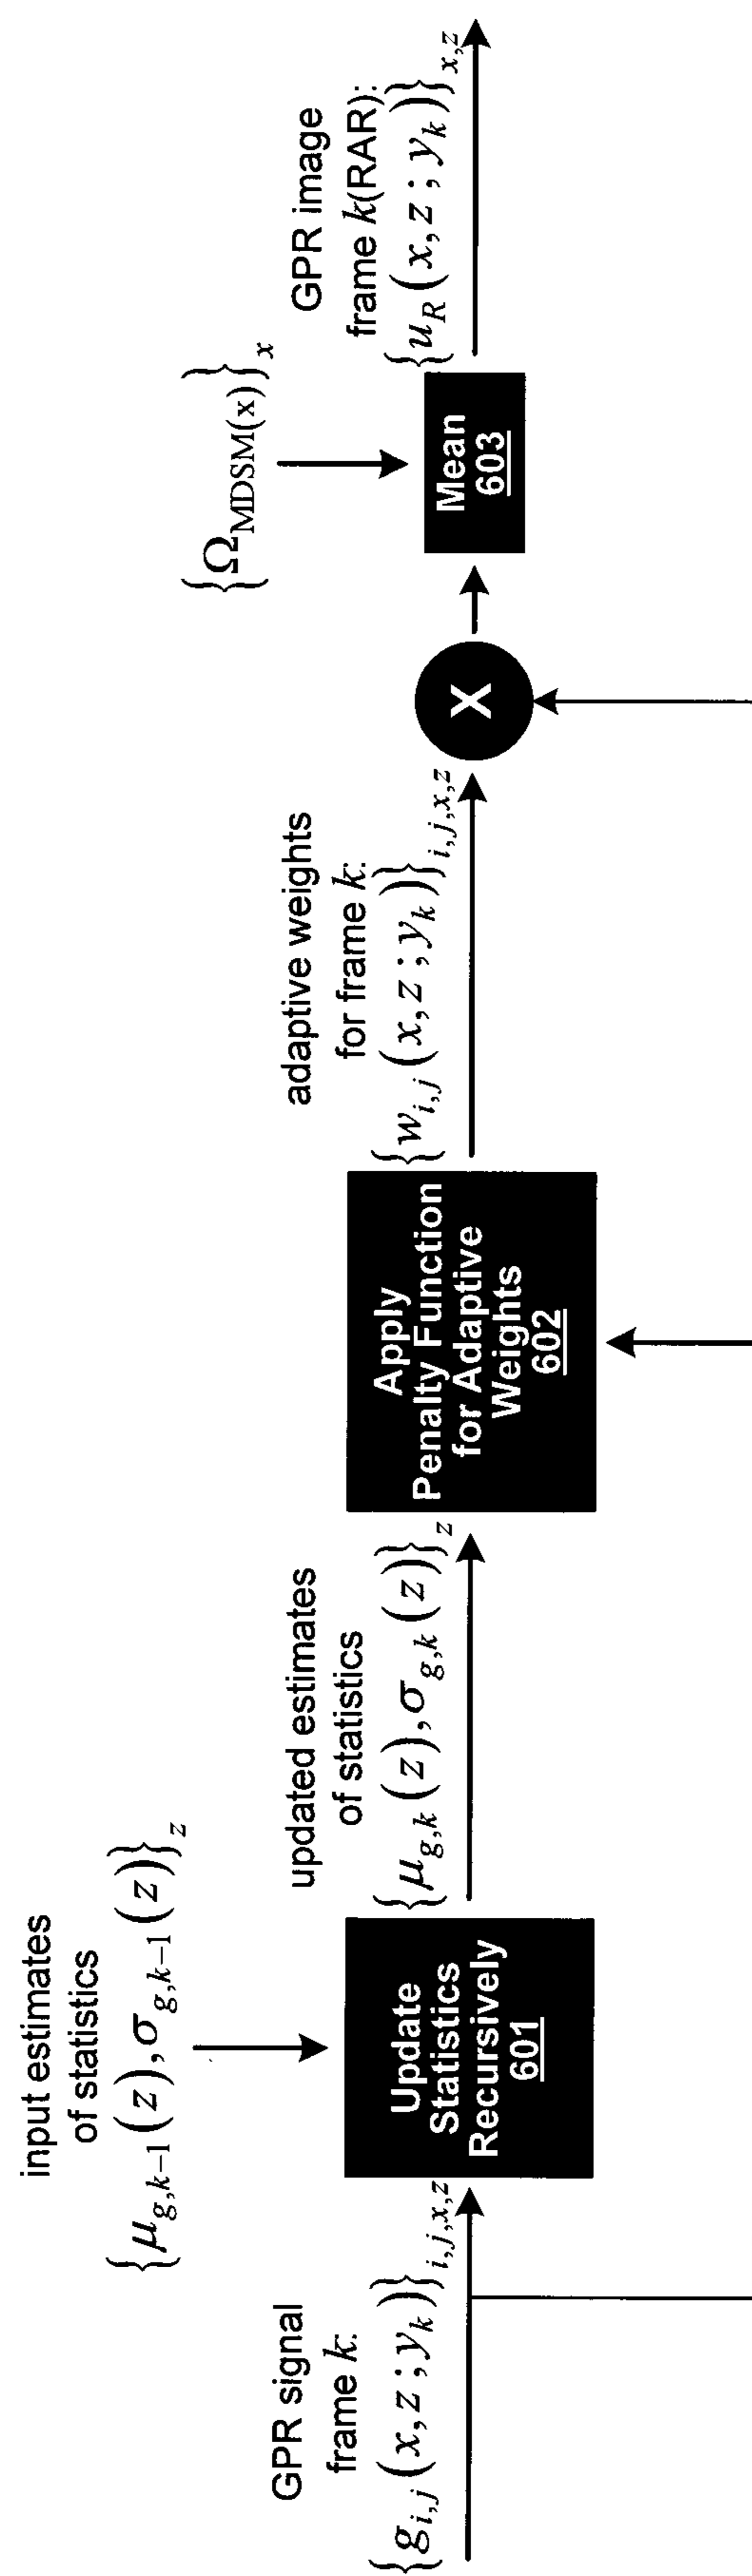 input estimates
of statistics
{μ_{g,k−1}(z), σ_{g,k−1}(z)}_z
GPR signal
frame k:
{g_{i,j}(x,z;y_k)}_{i,j,x,z}
Update
Statistics
Recursively
601
updated estimates
of statistics
{μ_{g,k}(z), σ_{g,k}(z)}_z
Apply
Penalty Function
for Adaptive
Weights
602
adaptive weights
for frame k:
{w_{i,j}(x,z;y_k)}_{i,j,x,z}
X
{Ω_{MDSM(x)}}_x
Mean
603
GPR image
frame k(RAR):
{u_R(x,z;y_k)}_{x,z}